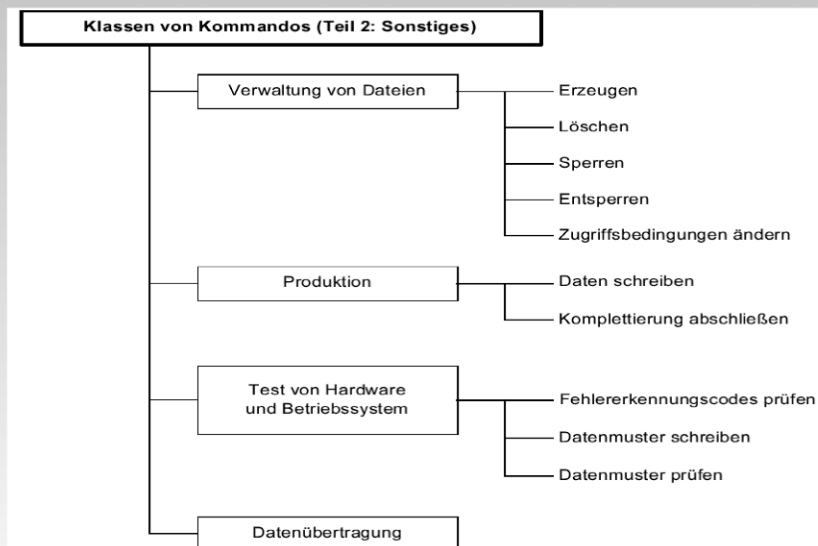 Klassen von Kommandos (Teil 2: Sonstiges)
Verwaltung von Dateien
Erzeugen
Löschen
Sperren
Entsperren
Zugriffsbedingungen ändern
Produktion
Daten schreiben
Komplettierung abschließen
Test von Hardware
und Betriebssystem
Fehlererkennungscodes prüfen
Datenmuster schreiben
Datenmuster prüfen
Datenübertragung